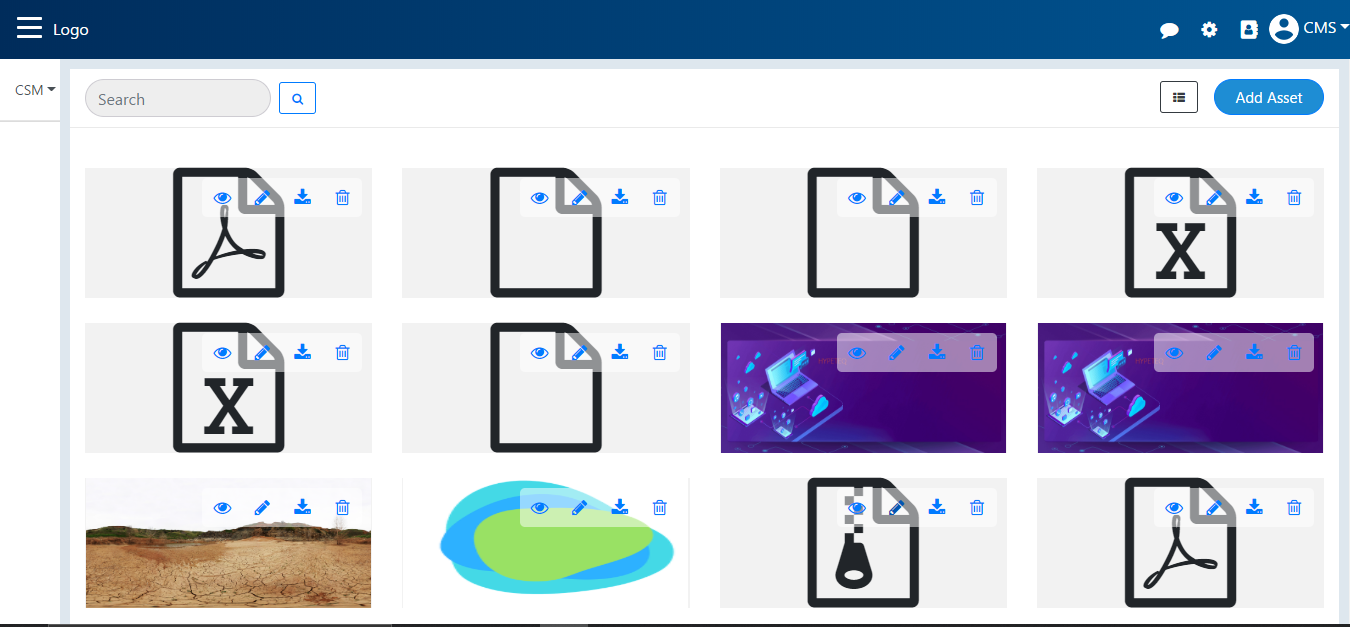 Logo
CMS
CSM
Search
Add Asset
X
X